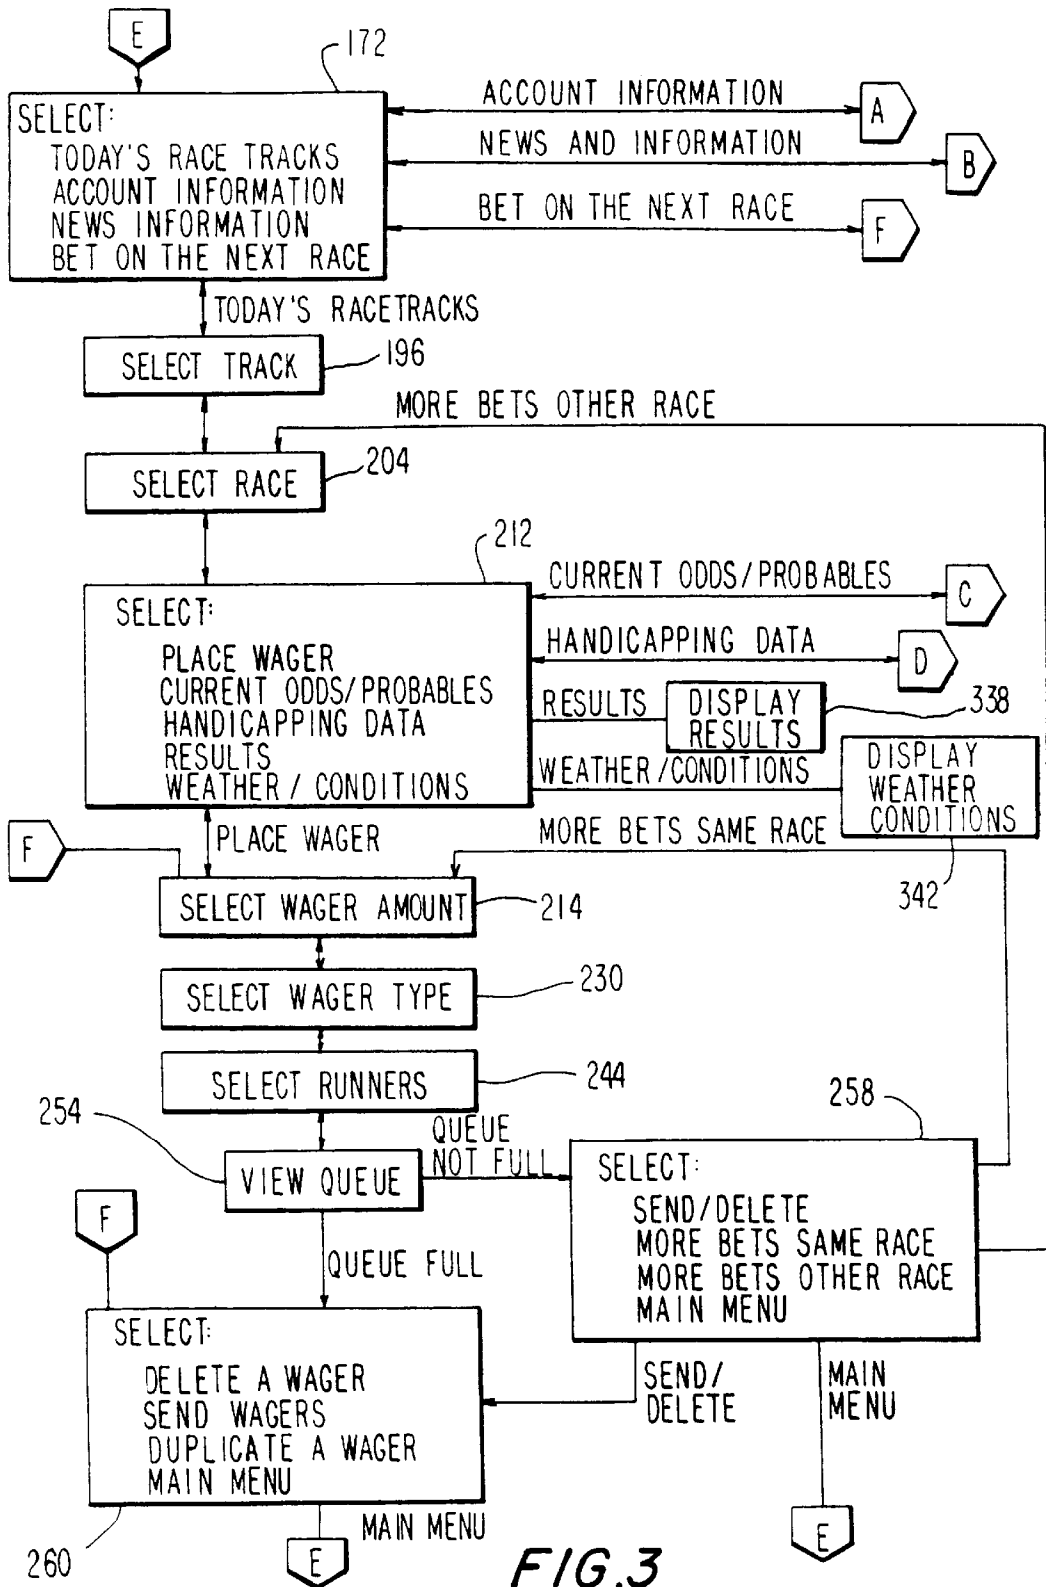 E
172
SELECT:
TODAY'S RACE TRACKS
ACCOUNT INFORMATION
NEWS INFORMATION
BET ON THE NEXT RACE
ACCOUNT INFORMATION
A
NEWS AND INFORMATION
B
BET ON THE NEXT RACE
F
TODAY'S RACETRACKS
SELECT TRACK
196
MORE BETS OTHER RACE
SELECT RACE
204
212
SELECT:
PLACE WAGER
CURRENT ODDS/PROBABLES
HANDICAPPING DATA
RESULTS
WEATHER / CONDITIONS
CURRENT ODDS/PROBABLES
C
HANDICAPPING DATA
D
RESULTS
DISPLAY
RESULTS
338
WEATHER/CONDITIONS
DISPLAY
WEATHER
CONDITIONS
342
F
PLACE WAGER
MORE BETS SAME RACE
SELECT WAGER AMOUNT
214
SELECT WAGER TYPE
230
SELECT RUNNERS
244
254
VIEW QUEUE
QUEUE
NOT FULL
258
SELECT:
SEND/DELETE
MORE BETS SAME RACE
MORE BETS OTHER RACE
MAIN MENU
F
QUEUE FULL
SELECT:
DELETE A WAGER
SEND WAGERS
DUPLICATE A WAGER
MAIN MENU
SEND/
DELETE
MAIN
MENU
260
MAIN MENU
E
E
FIG.3